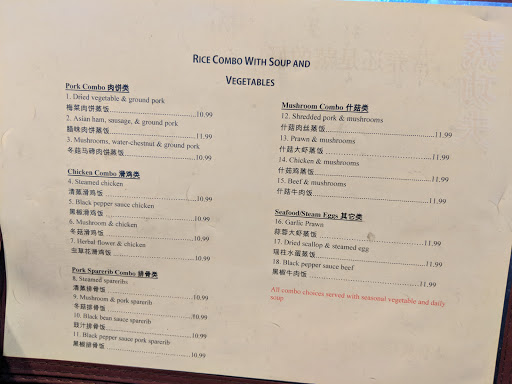 RICE COMBO WITH SOUP AND
VEGETABLES
Pork Combo 肉饼类
1. Dried vegetable & ground pork
梅菜肉饼蒸饭 10.99
2. Asian ham, sausage, & ground pork
腊味肉饼蒸饭 11.99
3. Mushrooms, water-chestnut & ground pork
冬菇马碑肉饼蒸饭 10.99
Chicken Combo 滑鸡类
4. Steamed chicken
清蒸滑鸡饭 10.99
5. Black pepper sauce chicken
黑椒滑鸡饭 10.99
6. Mushroom & chicken
冬菇滑鸡饭 10.99
7. Herbal flower & chicken
虫草花滑鸡饭 10.99
Pork Sparerib Combo 排骨类
8. Steamed spareribs
清蒸排骨饭 10.99
9. Mushroom & pork sparerib
冬菇排骨饭 10.99
10. Black bean sauce sparerib
豉汁排骨饭 10.99
11. Black pepper sauce pork sparerib
黑椒排骨饭 10.99
Mushroom Combo 什菇类
12. Shredded pork & mushrooms
什菇肉丝蒸饭 11.99
13. Prawn & mushrooms
什菇大虾蒸饭 11.99
14. Chicken & mushrooms
什菇鸡蒸饭 11.99
15. Beef & mushrooms
什菇牛肉饭 11.99
Seafood/Steam Eggs 其它类
16. Garlic Prawn
蒜蓉大虾蒸饭 11.99
17. Dried scallop & steamed egg
瑶柱水蛋蒸饭 11.99
18. Black pepper sauce beef
黑椒牛肉饭 11.99
All combo choices served with seasonal vegetable and daily
soup